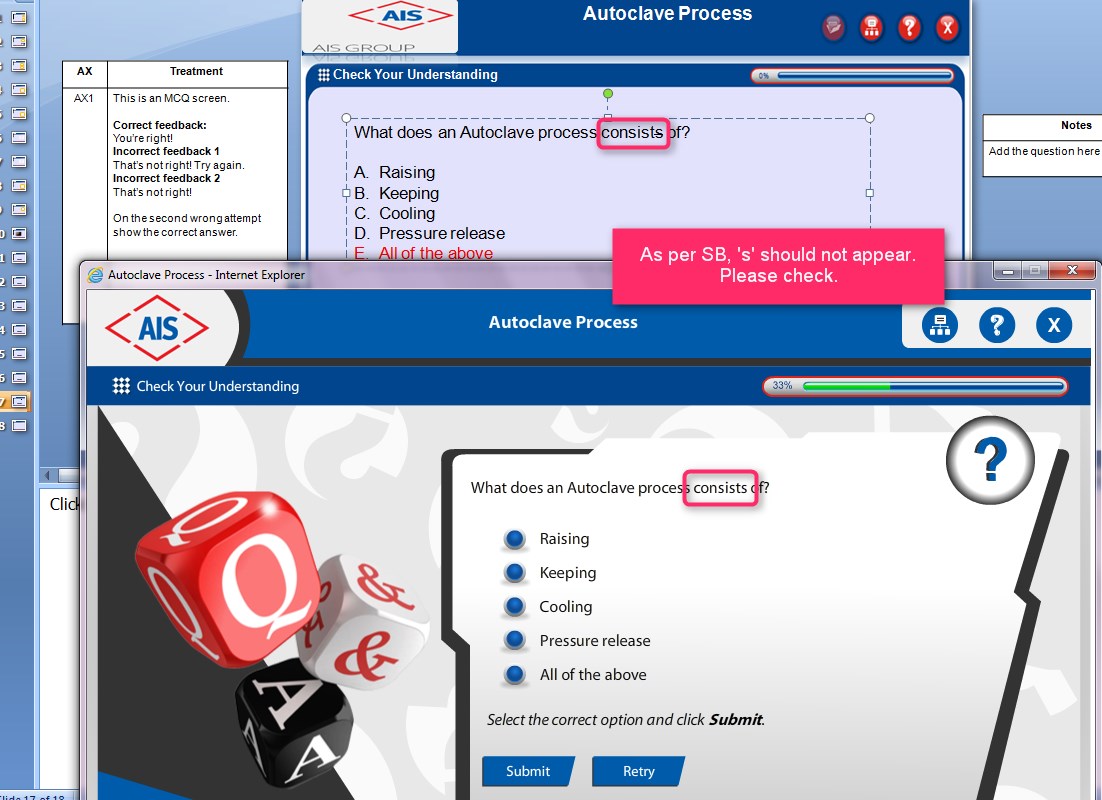 AIS
AIS GROUP
Autoclave Process
?
X
Check Your Understanding
0%
AX
Treatment
AX1
This is an MCQ screen.
Correct feedback:
You're right!
Incorrect feedback 1
That's not right! Try again.
Incorrect feedback 2
That's not right!
On the second wrong attempt
show the correct answer.
What does an Autoclave process consists of?
A. Raising
B. Keeping
C. Cooling
D. Pressure release
E. All of the above
Notes
Add the question here
As per SB, 's' should not appear.
Please check.
Autoclave Process - Internet Explorer
AIS
Autoclave Process
?
X
Check Your Understanding
33%
?
What does an Autoclave process consists of?
Raising
Keeping
Cooling
Pressure release
All of the above
Select the correct option and click Submit.
Submit
Retry
Q
Q
Q
&
&
A
A
A
Click
Slide 17 of 18